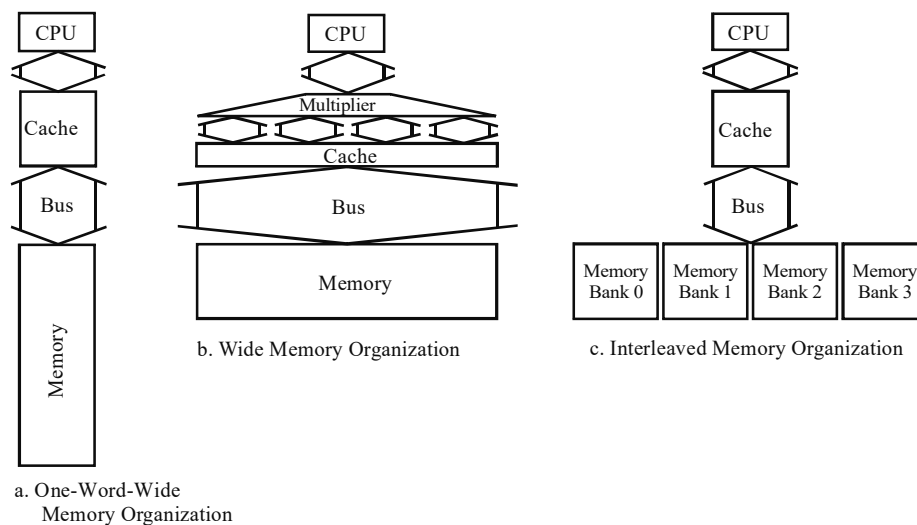 CPU
Cache
Bus
Memory
a. One-Word-Wide
Memory Organization
CPU
Multiplier
Cache
Bus
Memory
b. Wide Memory Organization
CPU
Cache
Bus
Memory
Bank 0
Memory
Bank 1
Memory
Bank 2
Memory
Bank 3
c. Interleaved Memory Organization